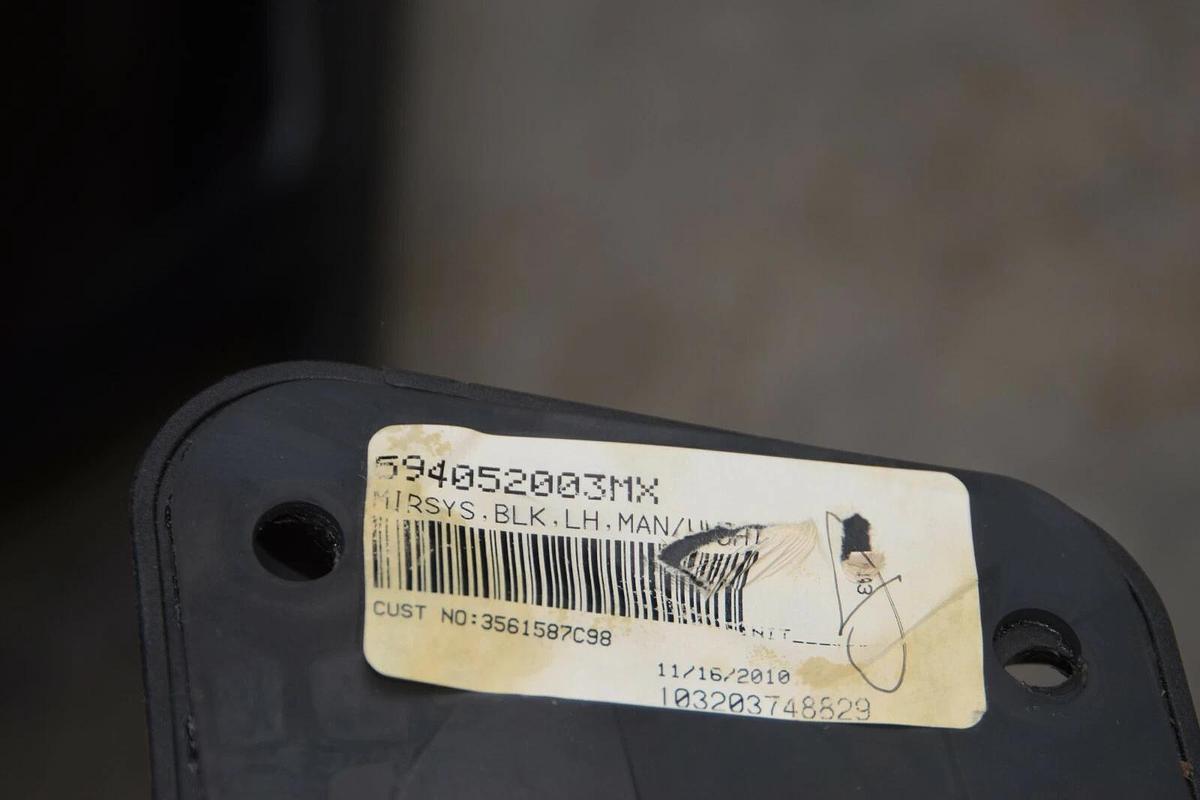 594052003MX
MIRSYS,BLK,LH,MAN/
CUST NO:3561587C98
11/16/2010
103203748829